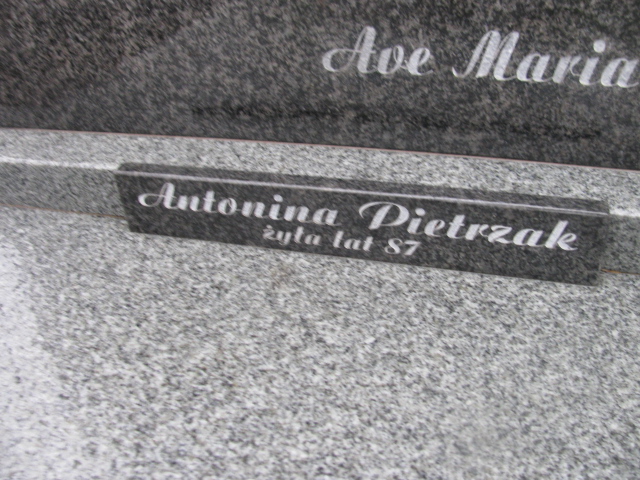 Ave Maria
Antonina Pietrzak
żyła lat 87